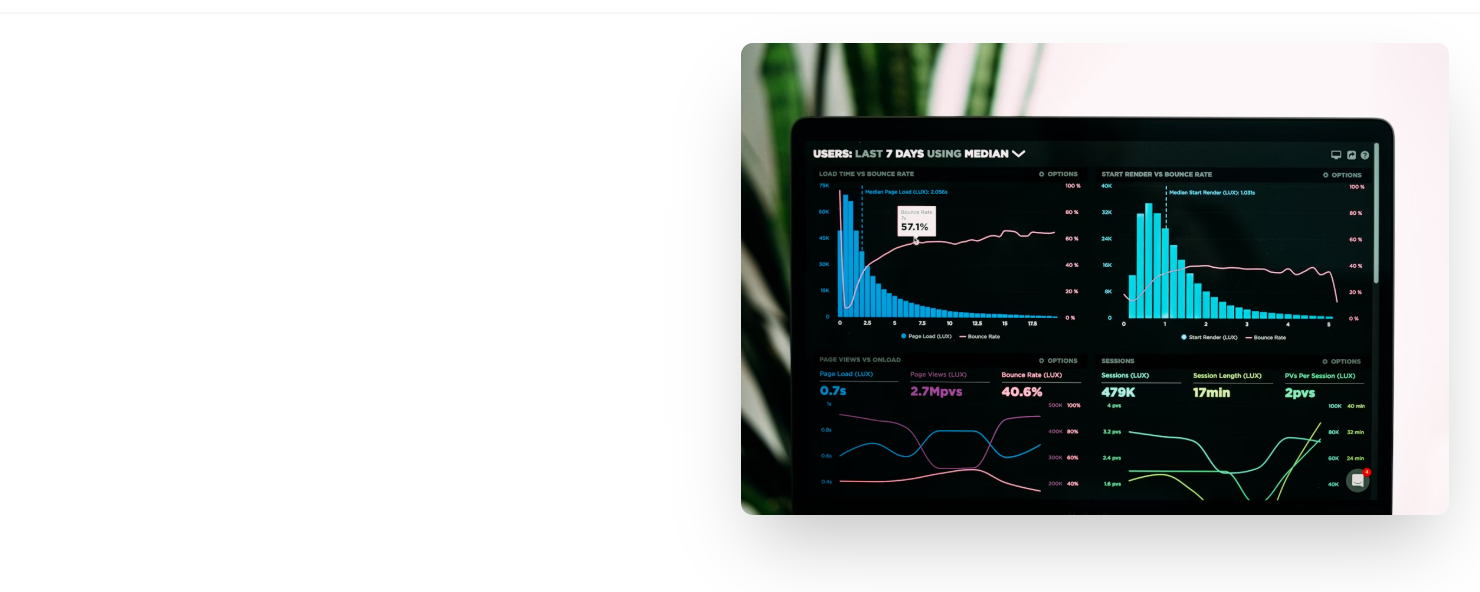 USERS: LAST 7 DAYS USING MEDIAN
LOAD TIME VS BOUNCE RATE
OPTIONS
75K
60K
45K
30K
15K
0
Median Page Load (LUX): 2.056s
Bounce Rate
7s
57.1%
100 %
80 %
60 %
40 %
20 %
0 %
0 2.5 5 7.5 10 12.5 15 17.5
Page Load (LUX) Bounce Rate
START RENDER VS BOUNCE RATE
OPTIONS
40K
32K
24K
16K
8K
0
Median Start Render (LUX): 1.031s
100 %
80 %
60 %
40 %
20 %
0 %
0 1 2 3 4 5
Start Render (LUX) Bounce Rate
PAGE VIEWS VS ONLOAD
OPTIONS
Page Load (LUX) Page Views (LUX) Bounce Rate (LUX)
0.7s 2.7Mpvs 40.6%
1s
0.8s
0.6s
0.4s
500K 100%
400K 80%
300K 60%
200K 40%
SESSIONS
OPTIONS
Sessions (LUX) Session Length (LUX) PVs Per Session (LUX)
479K 17min 2pvs
4 pvs
3.2 pvs
2.4 pvs
1.6 pvs
100K 40 min
80K 32 min
60K 24 min
40K